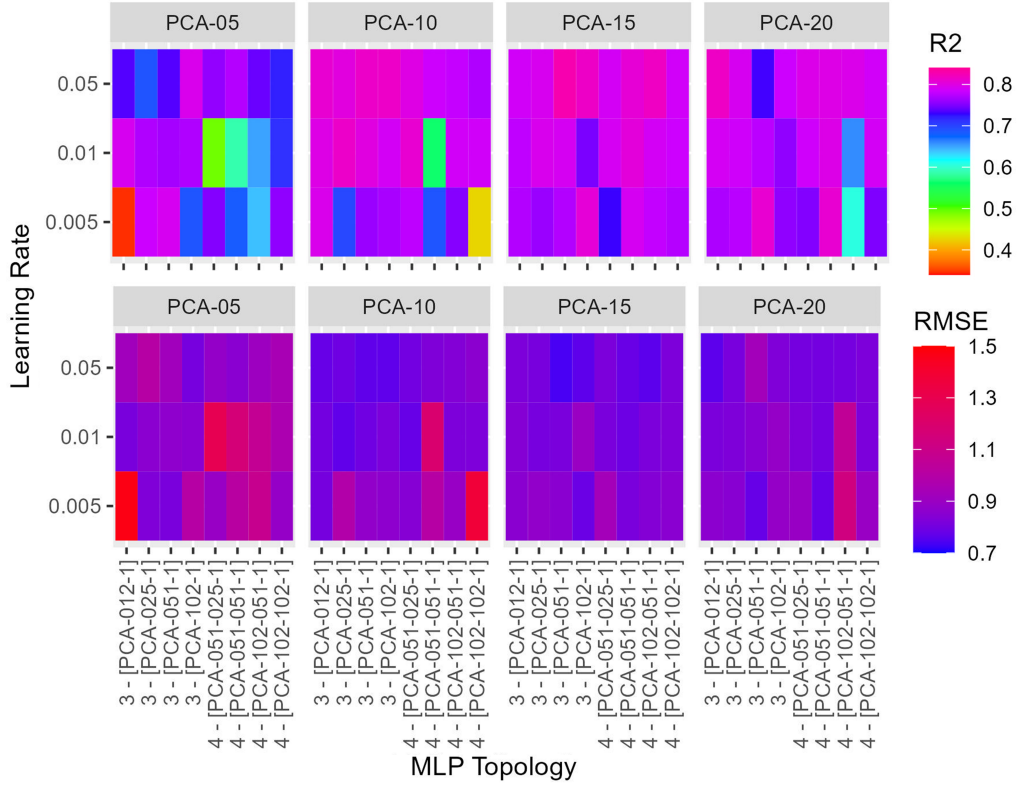 PCA-05 PCA-10 PCA-15 PCA-20
R2
0.8
0.7
0.6
0.5
0.4
0.05
0.01
0.005
Learning Rate
PCA-05 PCA-10 PCA-15 PCA-20
RMSE
1.5
1.3
1.1
0.9
0.7
0.05
0.01
0.005
3 - [PCA-012-1]
3 - [PCA-025-1]
3 - [PCA-051-1]
3 - [PCA-102-1]
4 - [PCA-051-025-1]
4 - [PCA-051-051-1]
4 - [PCA-102-051-1]
4 - [PCA-102-102-1]
3 - [PCA-012-1]
3 - [PCA-025-1]
3 - [PCA-051-1]
3 - [PCA-102-1]
4 - [PCA-051-025-1]
4 - [PCA-051-051-1]
4 - [PCA-102-051-1]
4 - [PCA-102-102-1]
3 - [PCA-012-1]
3 - [PCA-025-1]
3 - [PCA-051-1]
3 - [PCA-102-1]
4 - [PCA-051-025-1]
4 - [PCA-051-051-1]
4 - [PCA-102-051-1]
4 - [PCA-102-102-1]
3 - [PCA-012-1]
3 - [PCA-025-1]
3 - [PCA-051-1]
3 - [PCA-102-1]
4 - [PCA-051-025-1]
4 - [PCA-051-051-1]
4 - [PCA-102-051-1]
4 - [PCA-102-102-1]
MLP Topology